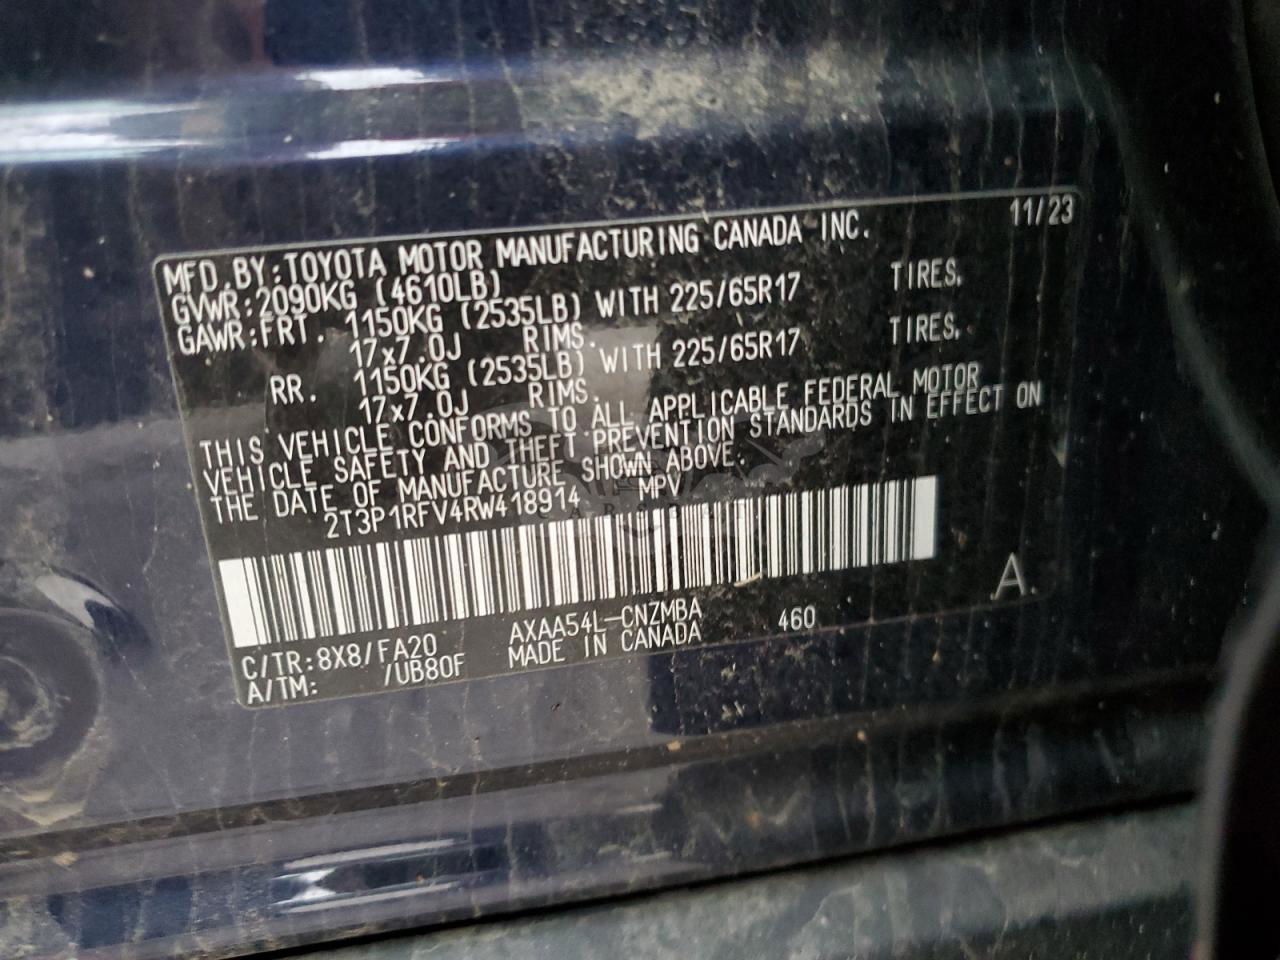 MFD.BY:TOYOTA MOTOR MANUFACTURING CANADA INC. 11/23
GVWR:2090KG (4610LB)
GAWR:FRT. 1150KG (2535LB) WITH 225/65R17 TIRES,
17x7.0J RIMS.
RR. 1150KG (2535LB) WITH 225/65R17 TIRES,
17x7.0J RIMS.
THIS VEHICLE CONFORMS TO ALL APPLICABLE FEDERAL MOTOR
VEHICLE SAFETY AND THEFT PREVENTION STANDARDS IN EFFECT ON
THE DATE OF MANUFACTURE SHOWN ABOVE.
2T3P1RFV4RW418914 MPV
A.
C/TR:8X8/FA20 AXAA54L-CNZMBA 460
A/TM: /UB80F MADE IN CANADA